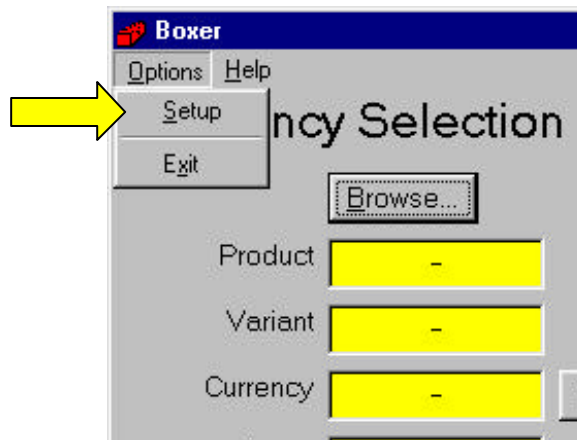 Boxer
Options Help
Setup
ncy Selection
Exit
Browse...
Product -
Variant -
Currency -